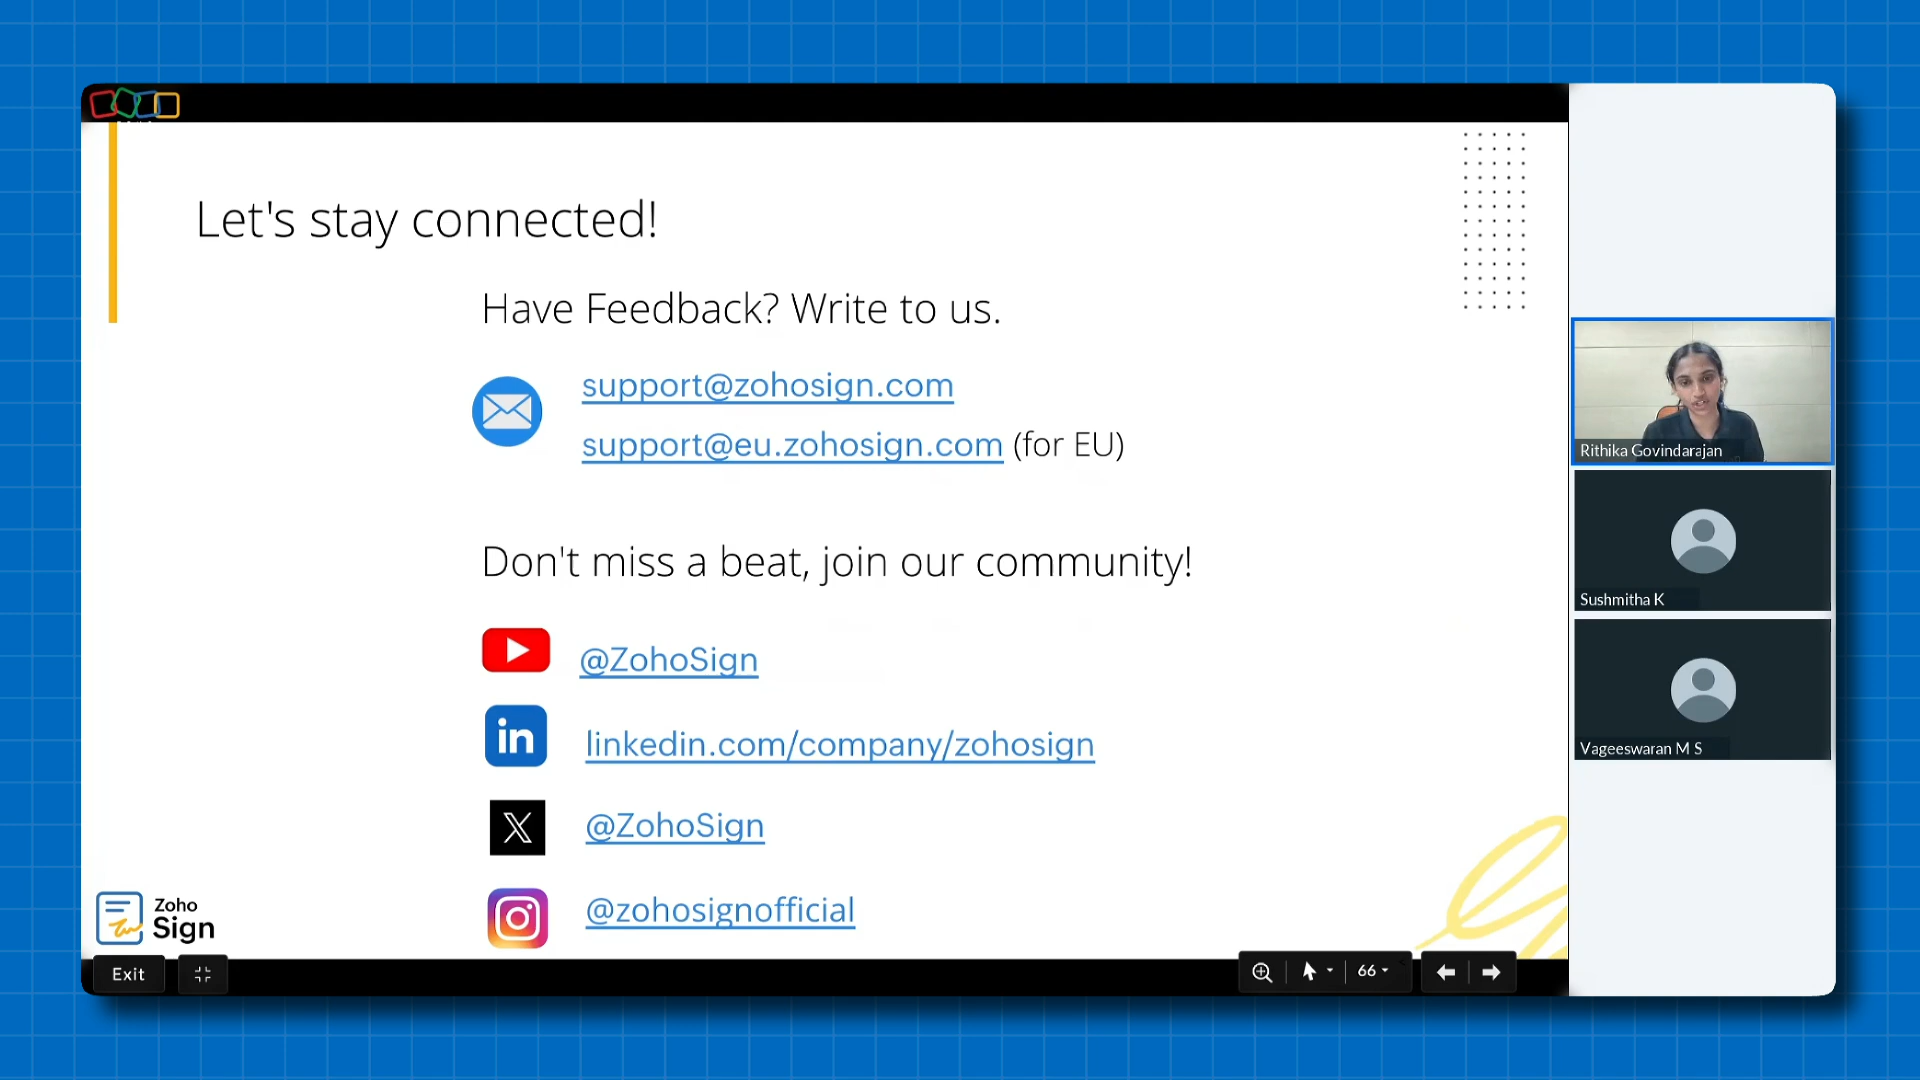 Let's stay connected!
Have Feedback? Write to us.
support@zohosign.com
support@eu.zohosign.com (for EU)
Don't miss a beat, join our community!
@ZohoSign
in
linkedin.com/company/zohosign
X
@ZohoSign
@zohosignofficial
Zoho
Sign
Exit
66
Rithika Govindarajan
Sushmitha K
Vageeswaran M S